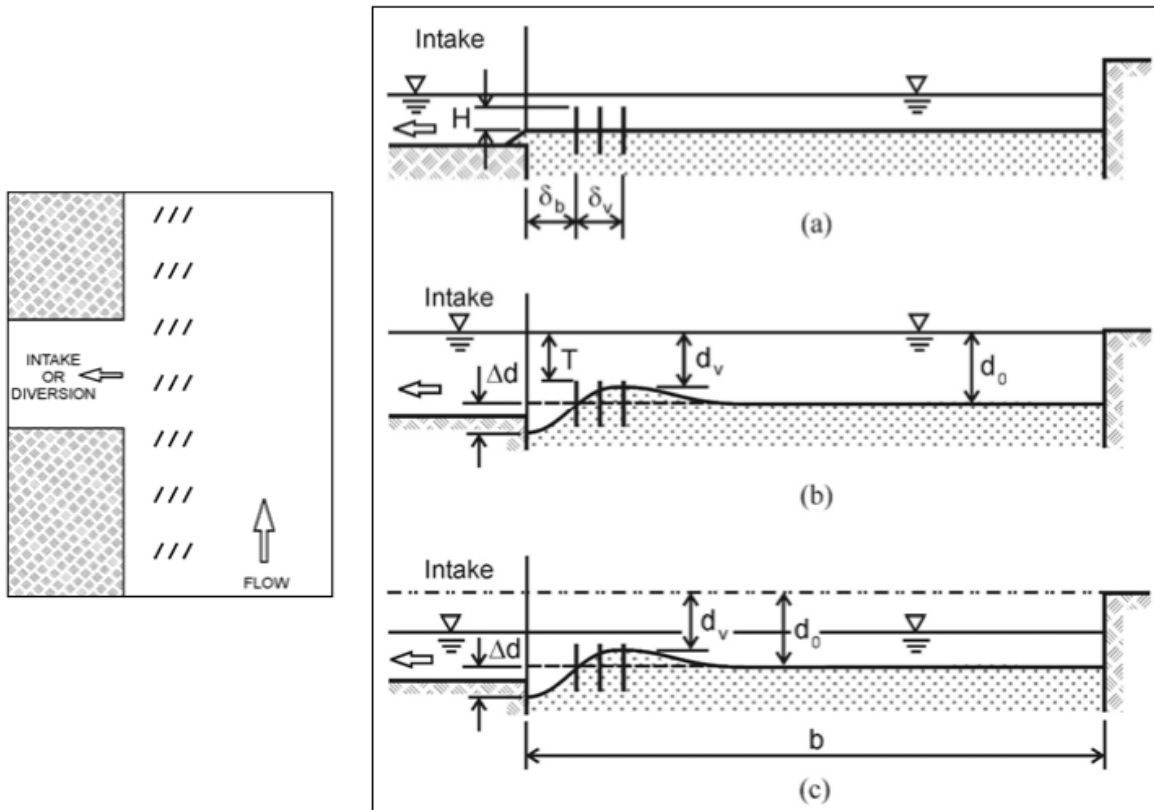 INTAKE
OR
DIVERSION
FLOW
Intake
H
δb
δv
(a)
Intake
T
dv
d0
Δd
(b)
Intake
dv
d0
Δd
b
(c)